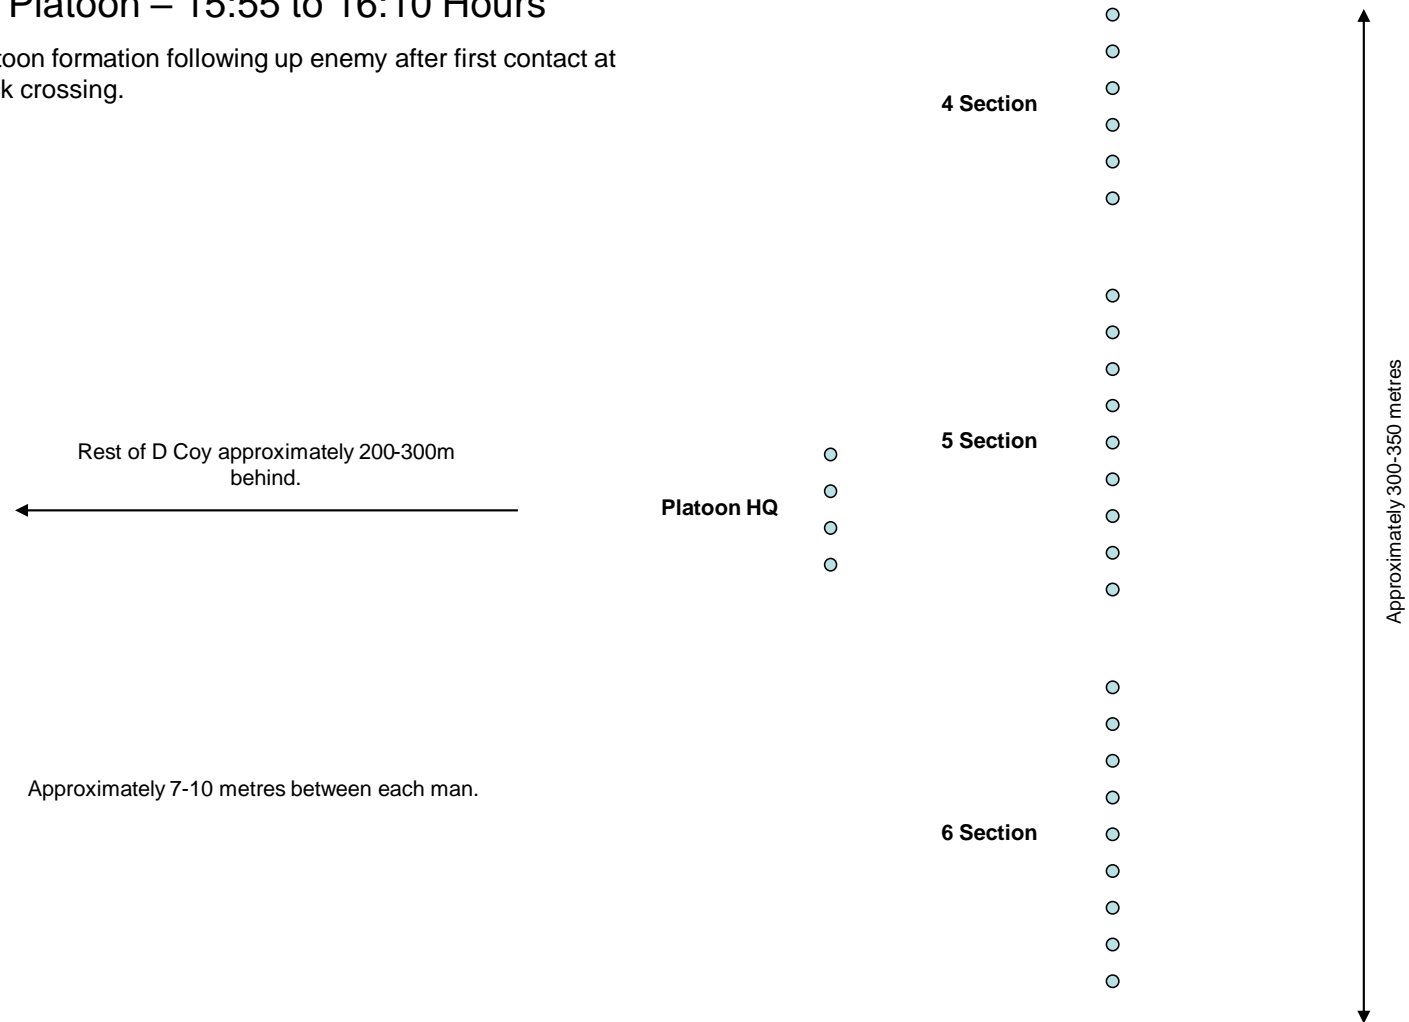 Platoon – 15:55 to 16:10 Hours
toon formation following up enemy after first contact at
k crossing.
4 Section
Rest of D Coy approximately 200-300m
behind.
5 Section
Platoon HQ
Approximately 300-350 metres
Approximately 7-10 metres between each man.
6 Section